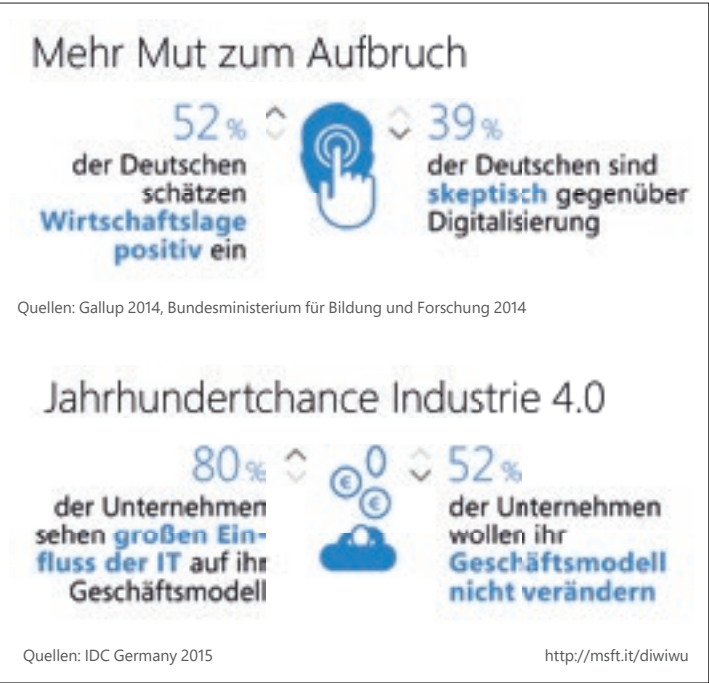 Mehr Mut zum Aufbruch
52 %
der Deutschen
schätzen
Wirtschaftslage
positiv ein
39 %
der Deutschen sind
skeptisch gegenüber
Digitalisierung
Quellen: Gallup 2014, Bundesministerium für Bildung und Forschung 2014
Jahrhundertchance Industrie 4.0
80 %
der Unternehmen
sehen großen Ein-
fluss der IT auf ihr
Geschäftsmodell
52 %
der Unternehmen
wollen ihr
Geschäftsmodell
nicht verändern
Quellen: IDC Germany 2015
http://msft.it/diwiwu